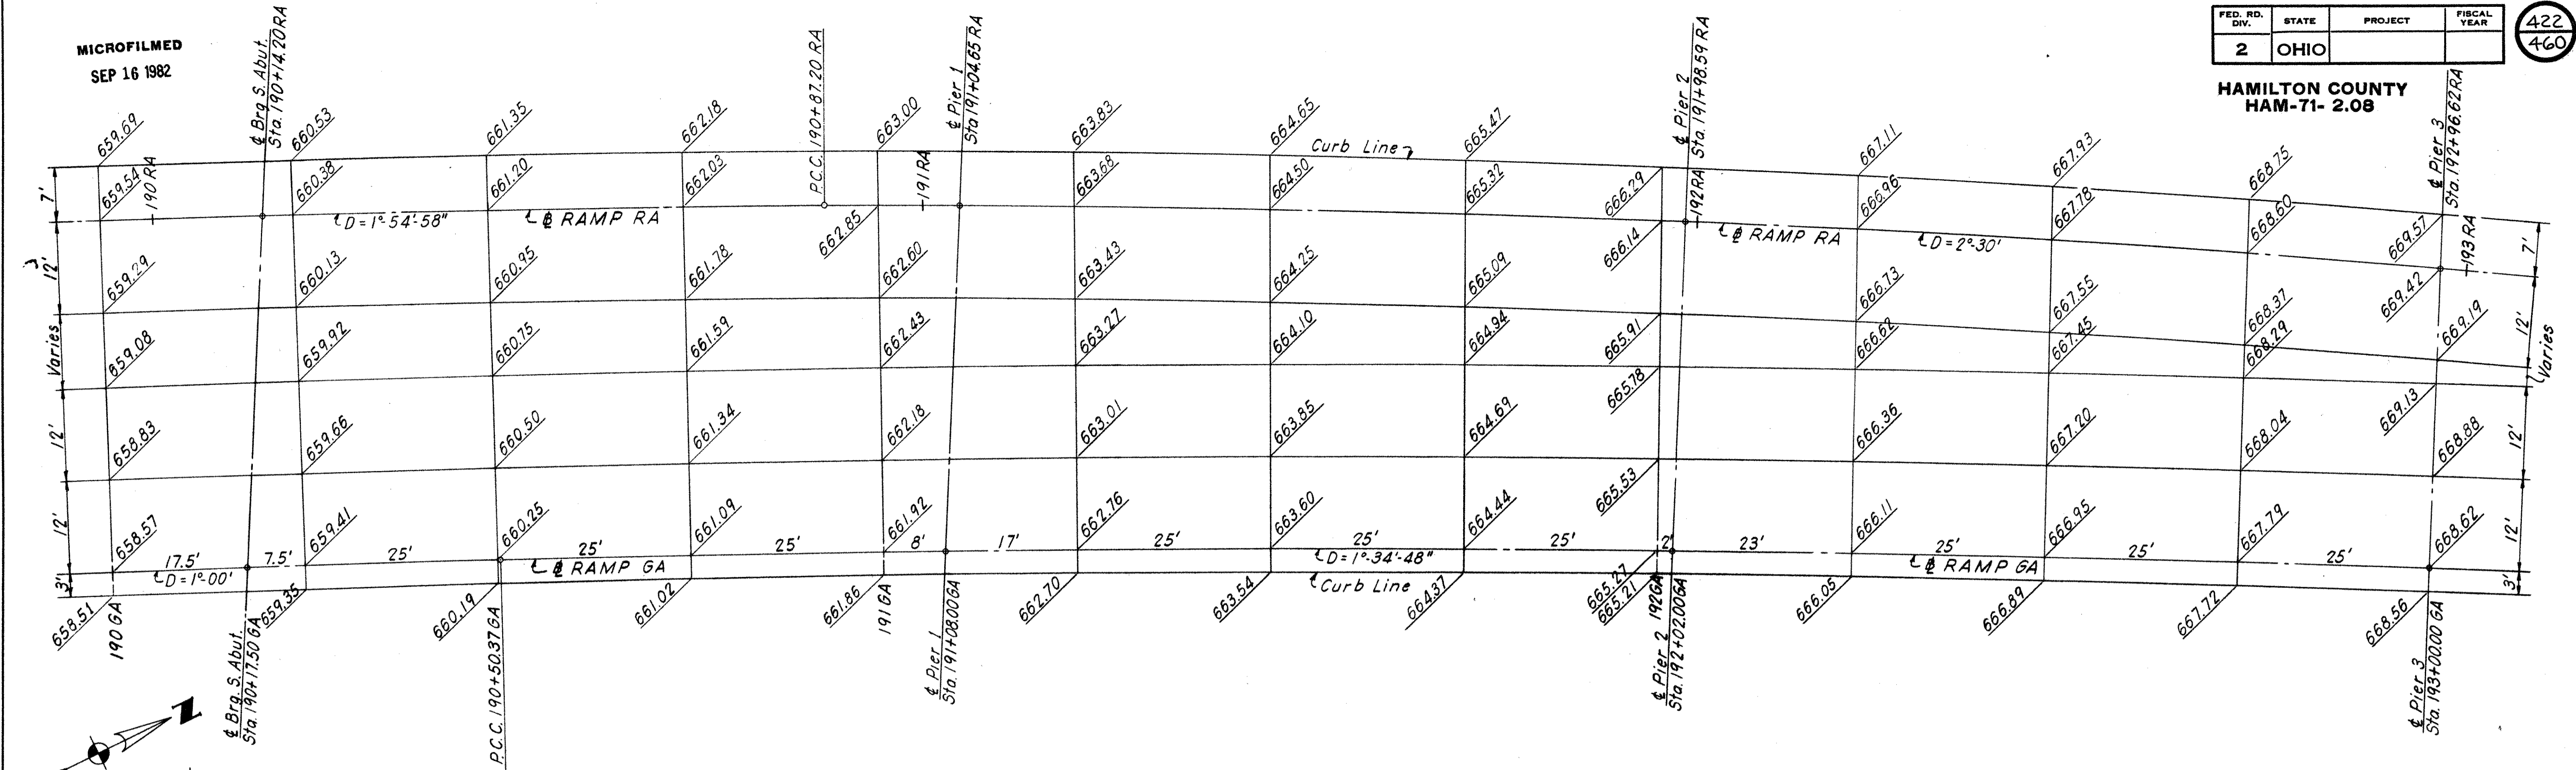 MICROFILMED
SEP 16 1982
FED. RD. DIV.
STATE
PROJECT
FISCAL YEAR
2
OHIO
422
460
HAMILTON COUNTY
HAM-71- 2.08
℄ Brg. S. Abut.
Sta. 190+14.20 RA
P.C.C. 190+87.20 RA
℄ Pier 1
Sta 191+04.65 RA
℄ Pier 2
Sta. 191+98.59 RA
℄ Pier 3
Sta. 192+96.62 RA
659.69
660.53
661.35
662.18
663.00
663.83
664.65
Curb Line
665.47
666.29
667.11
667.93
668.75
669.57
7'
659.54
190 RA
660.38
661.20
662.03
662.85
191 RA
663.68
664.50
665.32
666.14
192 RA
666.96
667.78
668.60
669.42
193 RA
7'
D = 1°-54'-58"
℄ RAMP RA
℄ RAMP RA
D = 2°-30'
12'
659.29
660.13
660.95
661.78
662.60
663.43
664.25
665.09
665.91
666.73
667.55
668.37
669.19
12'
Varies
659.08
659.92
660.75
661.59
662.43
663.27
664.10
664.94
665.78
666.62
667.45
668.29
669.13
Varies
12'
658.83
659.66
660.50
661.34
662.18
663.01
663.85
664.69
665.53
666.36
667.20
668.04
668.88
12'
12'
658.57
659.41
660.25
661.09
661.92
662.76
663.60
664.44
665.27
666.11
666.95
667.79
668.62
12'
17.5'
7.5'
25'
25'
25'
8'
17'
25'
25'
25'
2'
23'
25'
25'
25'
D = 1°-00'
℄ RAMP GA
D = 1°-34'-48"
℄ RAMP GA
3'
Curb Line
3'
658.51
659.35
660.19
661.02
661.86
662.70
663.54
664.37
665.21
666.05
666.89
667.72
668.56
190 GA
191 GA
192 GA
℄ Brg. S. Abut.
Sta. 190+17.50 GA
P.C.C. 190+50.37 GA
℄ Pier 1
Sta. 191+08.00 GA
℄ Pier 2
Sta. 192+02.00 GA
℄ Pier 3
Sta. 193+00.00 GA
N